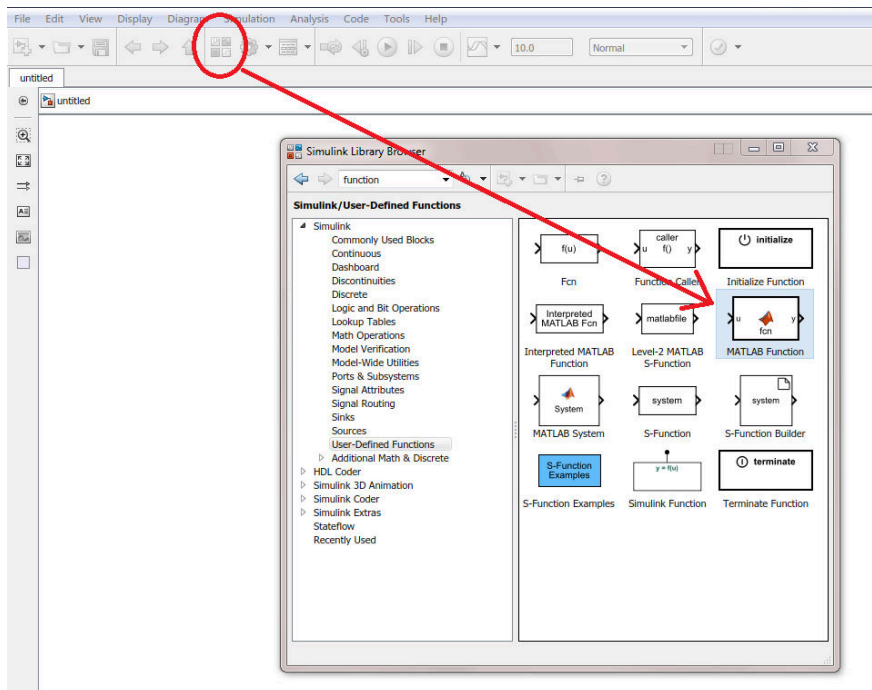 File Edit View Display Diagram Simulation Analysis Code Tools Help
10.0 Normal
untitled
untitled
Simulink Library Browser
function
Simulink/User-Defined Functions
Simulink
Commonly Used Blocks
Continuous
Dashboard
Discontinuities
Discrete
Logic and Bit Operations
Lookup Tables
Math Operations
Model Verification
Model-Wide Utilities
Ports & Subsystems
Signal Attributes
Signal Routing
Sinks
Sources
User-Defined Functions
Additional Math & Discrete
HDL Coder
Simulink 3D Animation
Simulink Coder
Simulink Extras
Stateflow
Recently Used
f(u)
Fcn
caller
u f() y
Function Caller
initialize
Initialize Function
Interpreted
MATLAB Fcn
Interpreted MATLAB
Function
matlabfile
Level-2 MATLAB
S-Function
u y
fcn
MATLAB Function
System
MATLAB System
system
S-Function
system
S-Function Builder
S-Function
Examples
S-Function Examples
y = f(u)
Simulink Function
terminate
Terminate Function